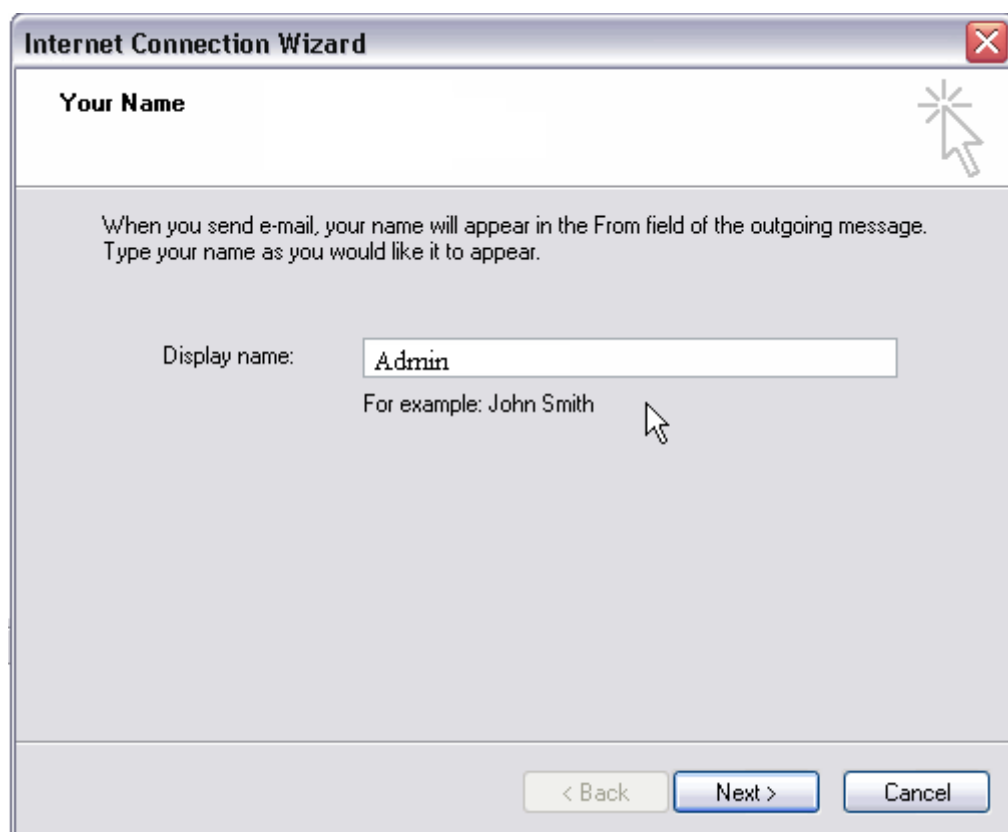 Internet Connection Wizard
Your Name
When you send e-mail, your name will appear in the From field of the outgoing message.
Type your name as you would like it to appear.
Display name: Admin
For example: John Smith
< Back Next > Cancel